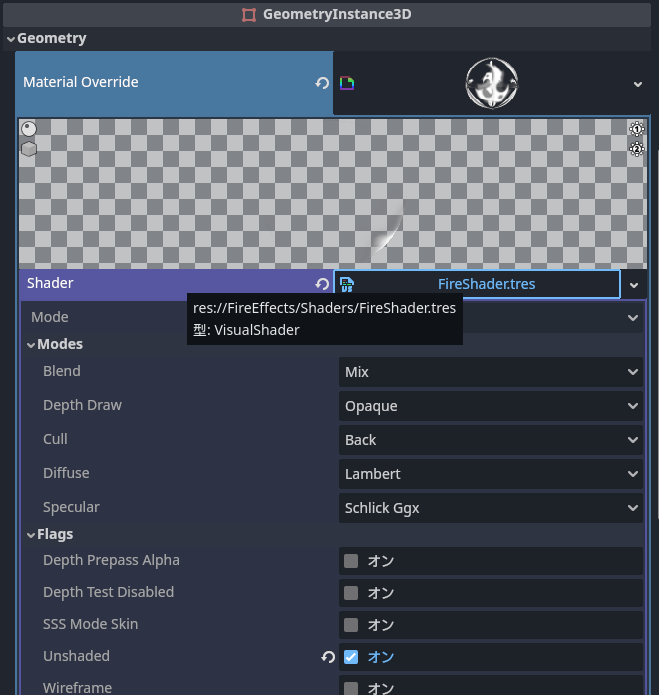 GeometryInstance3D
Geometry
Material Override
1
2
Shader
FireShader.tres
res://FireEffects/Shaders/FireShader.tres
型: VisualShader
Mode
Modes
Blend Mix
Depth Draw Opaque
Cull Back
Diffuse Lambert
Specular Schlick Ggx
Flags
Depth Prepass Alpha オン
Depth Test Disabled オン
SSS Mode Skin オン
Unshaded オン
Wireframe オン